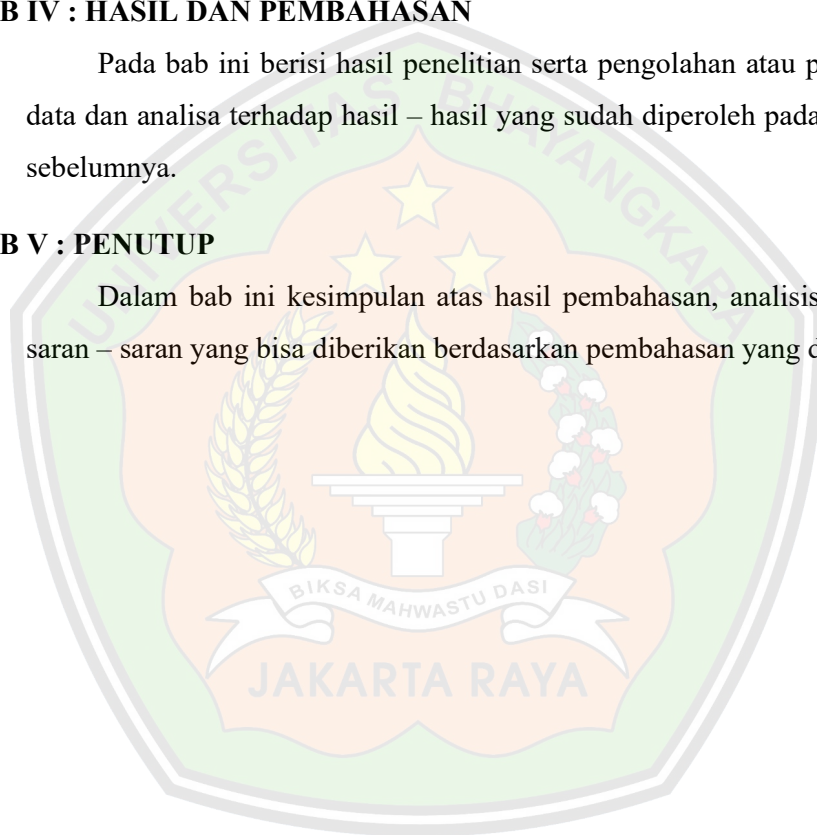 B IV : HASIL DAN PEMBAHASAN
Pada bab ini berisi hasil penelitian serta pengolahan atau p
data dan analisa terhadap hasil – hasil yang sudah diperoleh pada
sebelumnya.
B V : PENUTUP
Dalam bab ini kesimpulan atas hasil pembahasan, analisis
saran – saran yang bisa diberikan berdasarkan pembahasan yang d
UNIVERSITAS BHAYANGKARA
BIKSA MAHWASTU DASI
JAKARTA RAYA